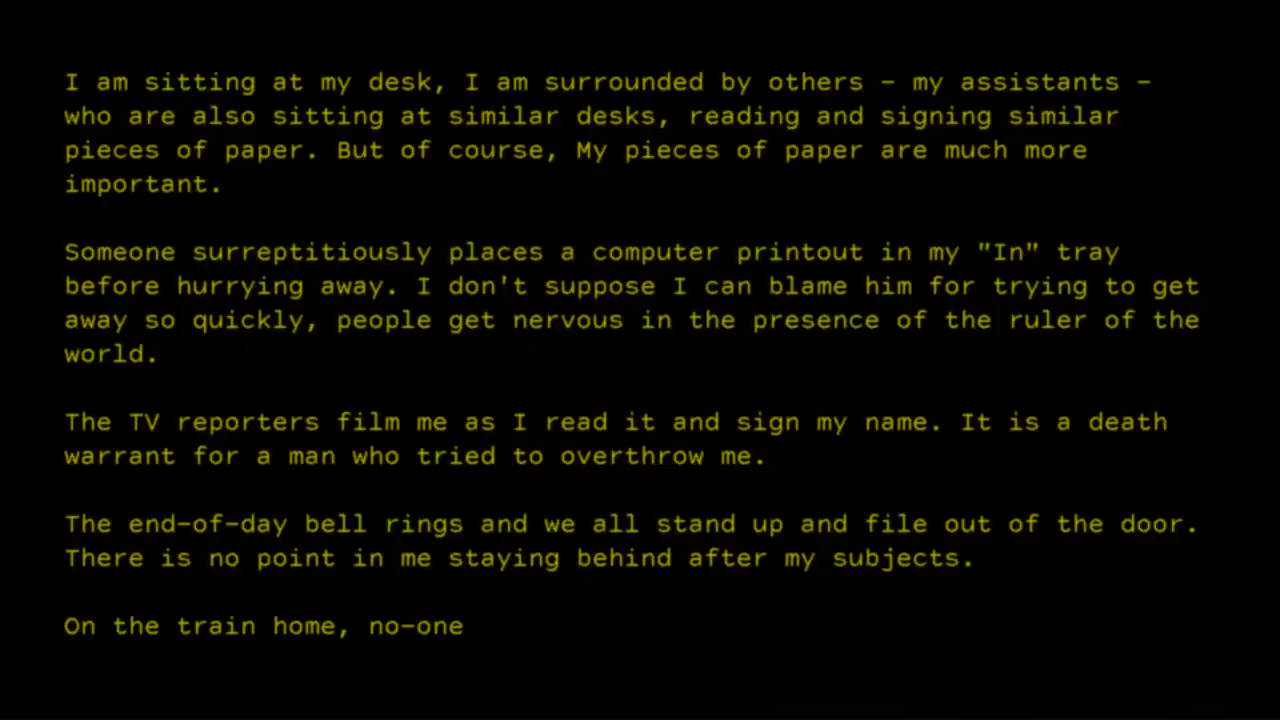 I am sitting at my desk, I am surrounded by others - my assistants -
who are also sitting at similar desks, reading and signing similar
pieces of paper. But of course, My pieces of paper are much more
important.
Someone surreptitiously places a computer printout in my "In" tray
before hurrying away. I don't suppose I can blame him for trying to get
away so quickly, people get nervous in the presence of the ruler of the
world.
The TV reporters film me as I read it and sign my name. It is a death
warrant for a man who tried to overthrow me.
The end-of-day bell rings and we all stand up and file out of the door.
There is no point in me staying behind after my subjects.
On the train home, no-one